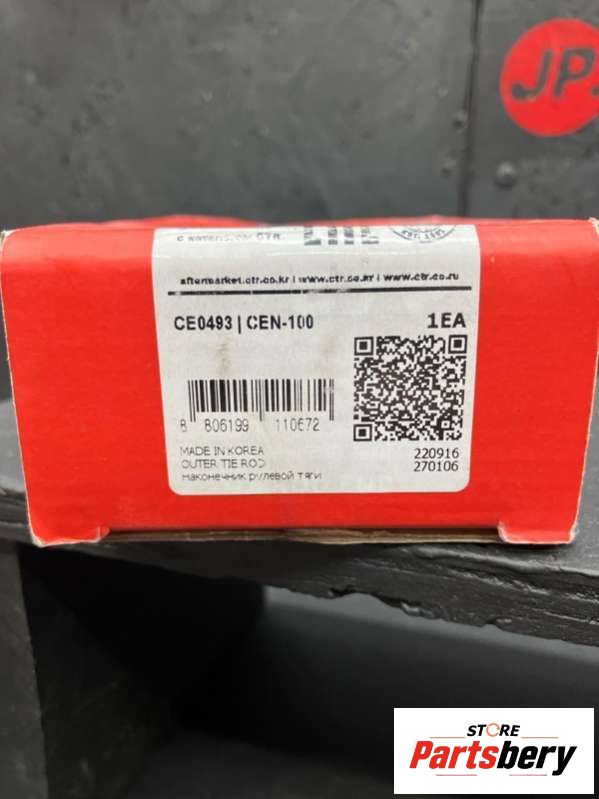 JP.
aftermarket.ctr.co.kr | www.ctr.co.kr | www.ctr.co.ru
CE0493 | CEN-100
1EA
8 806199 110672
MADE IN KOREA
OUTER TIE ROD
наконечник рулевой тяги
220916
270106
STORE
Partsbery